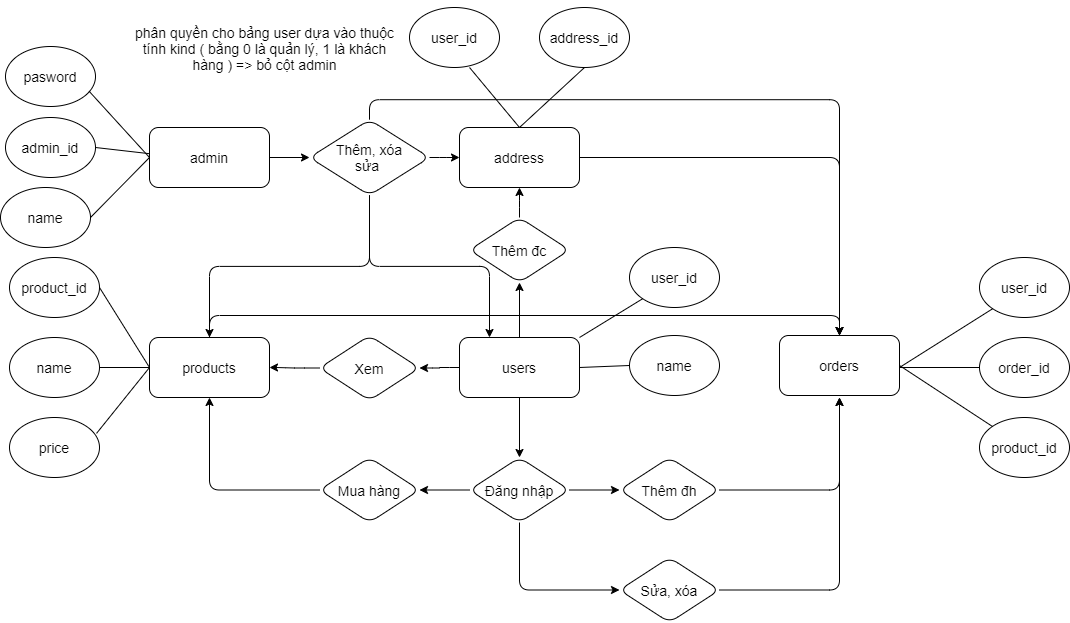 phân quyền cho bảng user dựa vào thuộc
tính kind ( bằng 0 là quản lý, 1 là khách
hàng ) => bỏ cột admin
user_id
address_id
pasword
admin_id
name
admin
Thêm, xóa
sửa
address
Thêm đc
product_id
name
price
products
Xem
users
user_id
name
orders
user_id
order_id
product_id
Mua hàng
Đăng nhập
Thêm đh
Sửa, xóa